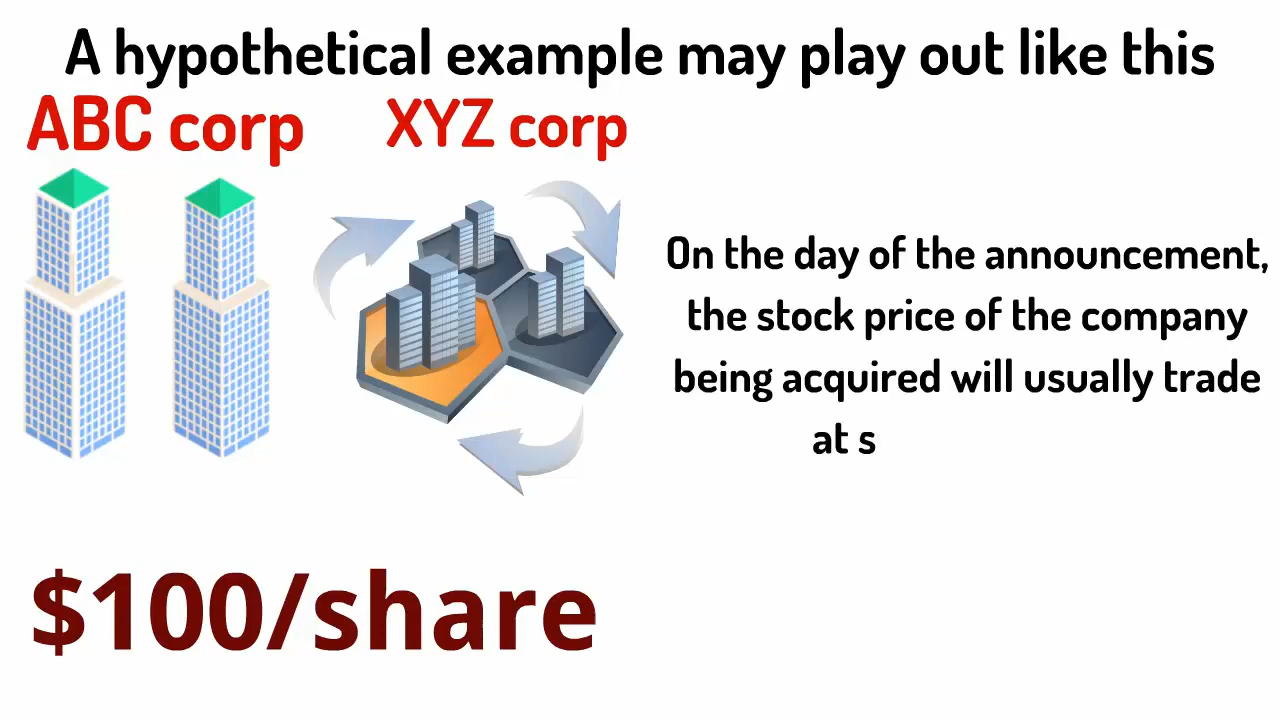 A hypothetical example may play out like this
ABC corp
XYZ corp
On the day of the announcement,
the stock price of the company
being acquired will usually trade
at s
$100/share